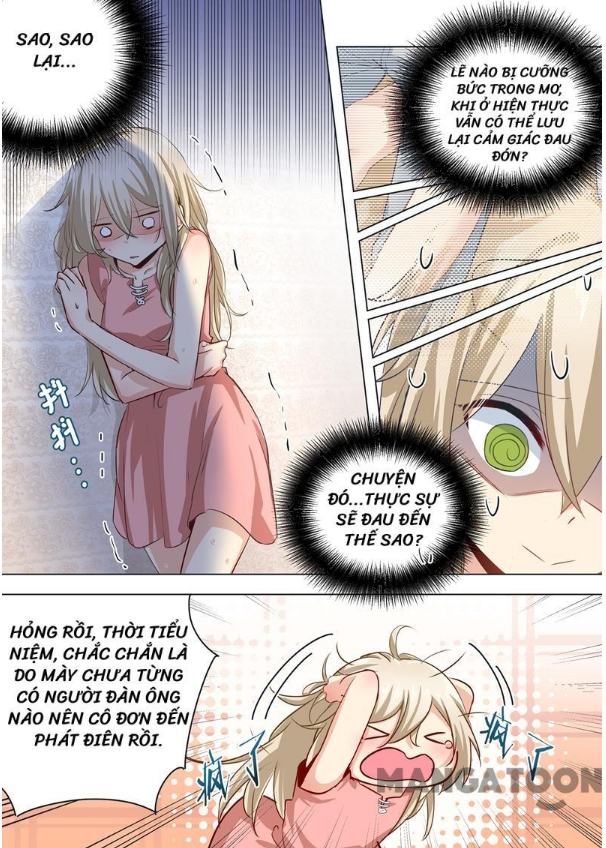 SAO, SAO
LẠI...
LẼ NÀO BỊ CƯỠNG
BỨC TRONG MƠ,
KHI Ở HIỆN THỰC
VẪN CÓ THỂ LƯU
LẠI CẢM GIÁC ĐAU
ĐỚN?
抖
抖
CHUYỆN
ĐÓ...THỰC SỰ
SẼ ĐAU ĐẾN
THẾ SAO?
HỎNG RỒI, THỜI TIỂU
NIỆM, CHẮC CHẮN LÀ
DO MÀY CHƯA TỪNG
CÓ NGƯỜI ĐÀN ÔNG
NÀO NÊN CÔ ĐƠN ĐẾN
PHÁT ĐIÊN RỒI.
疯了
疯了
MANGATOON